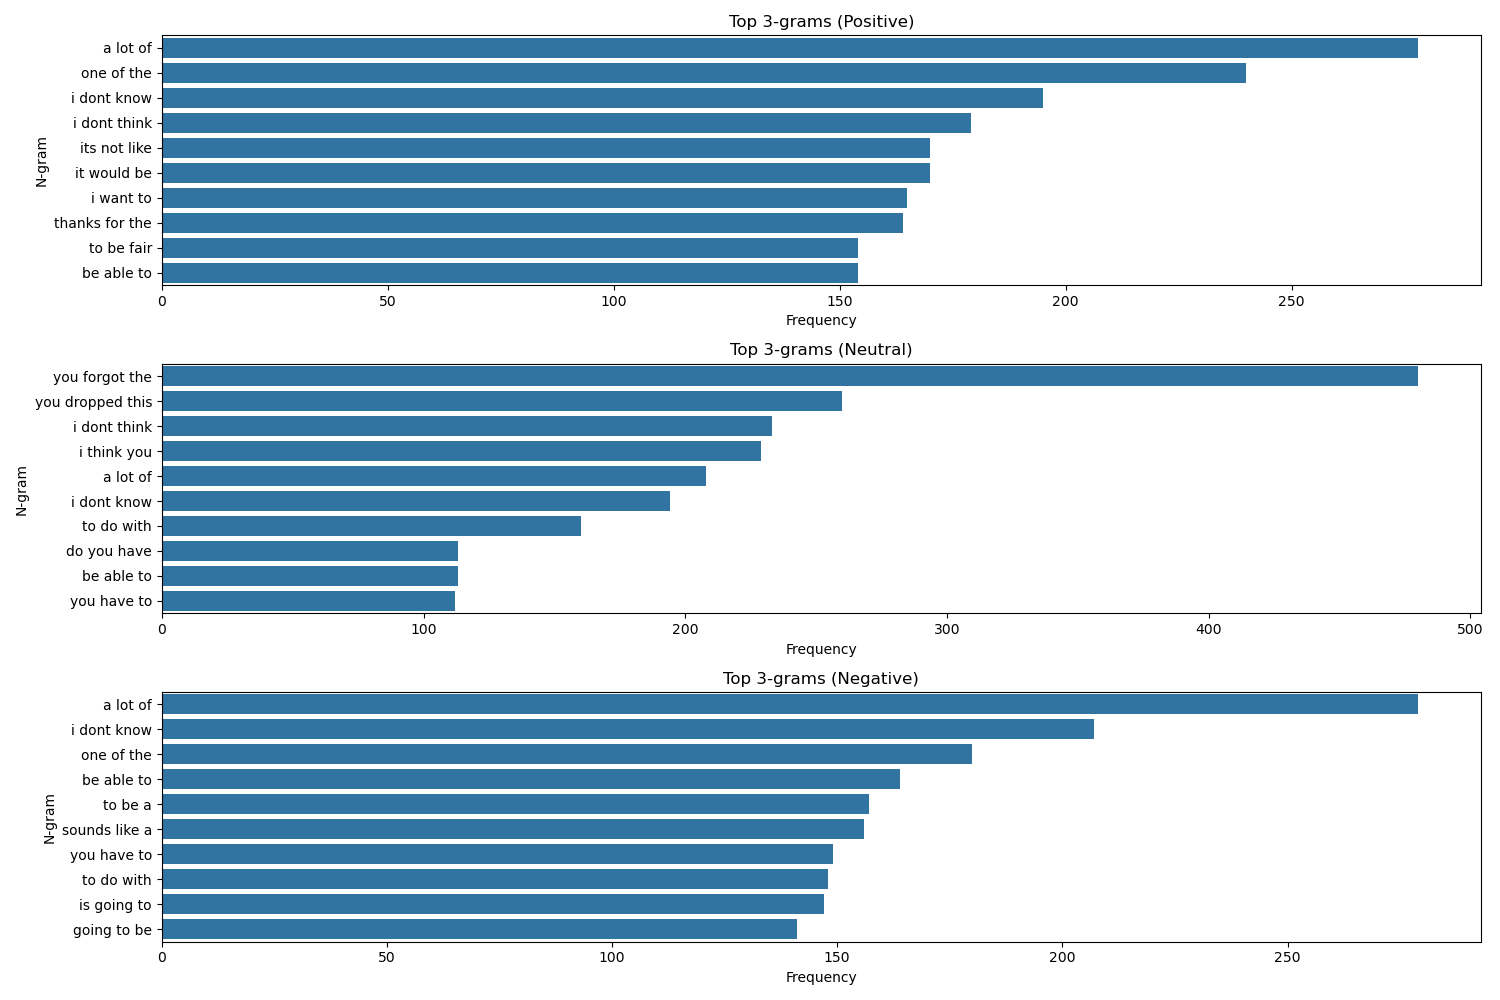 Top 3-grams (Positive)
N-gram
a lot of
one of the
i dont know
i dont think
its not like
it would be
i want to
thanks for the
to be fair
be able to
0 50 100 150 200 250
Frequency
Top 3-grams (Neutral)
N-gram
you forgot the
you dropped this
i dont think
i think you
a lot of
i dont know
to do with
do you have
be able to
you have to
0 100 200 300 400 500
Frequency
Top 3-grams (Negative)
N-gram
a lot of
i dont know
one of the
be able to
to be a
sounds like a
you have to
to do with
is going to
going to be
0 50 100 150 200 250
Frequency